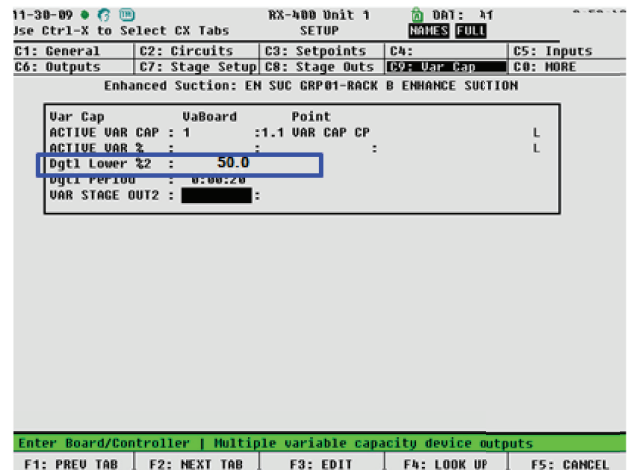 11-30-09 RX-400 Unit 1
Use Ctrl-X to Select CX Tabs SETUP NAMES FULL
C1: General C2: Circuits C3: Setpoints C4: C5: Inputs
C6: Outputs C7: Stage Setup C8: Stage Outs C9: Var Cap C0: MORE
Enhanced Suction: EN SUC GRP01-RACK B ENHANCE SUCTION
Var Cap VaBoard Point
ACTIVE VAR CAP : 1 :1.1 VAR CAP CP L
ACTIVE VAR % : : : L
Dgtl Lower %2 : 50.0
Dgtl Period : 0:00:20
VAR STAGE OUT2 : :
Enter Board/Controller | Multiple variable capacity device outputs
F1: PREV TAB F2: NEXT TAB F3: EDIT F4: LOOK UP F5: CANCEL